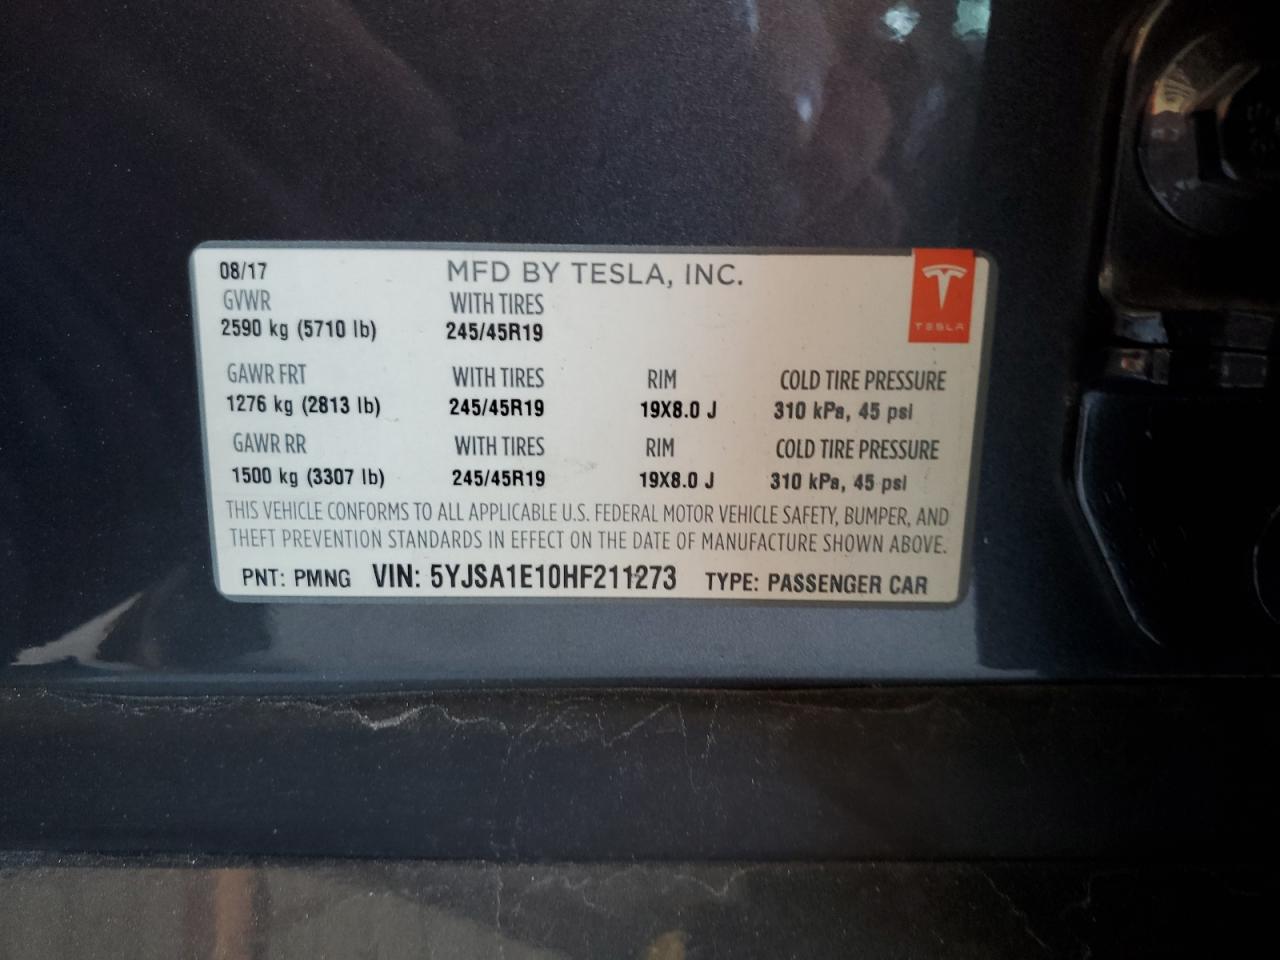 08/17 MFD BY TESLA, INC.
GVWR WITH TIRES
2590 kg (5710 lb) 245/45R19
TESLA
GAWR FRT WITH TIRES RIM COLD TIRE PRESSURE
1276 kg (2813 lb) 245/45R19 19X8.0 J 310 kPa, 45 psi
GAWR RR WITH TIRES RIM COLD TIRE PRESSURE
1500 kg (3307 lb) 245/45R19 19X8.0 J 310 kPa, 45 psi
THIS VEHICLE CONFORMS TO ALL APPLICABLE U.S. FEDERAL MOTOR VEHICLE SAFETY, BUMPER, AND
THEFT PREVENTION STANDARDS IN EFFECT ON THE DATE OF MANUFACTURE SHOWN ABOVE.
PNT: PMNG VIN: 5YJSA1E10HF211273 TYPE: PASSENGER CAR